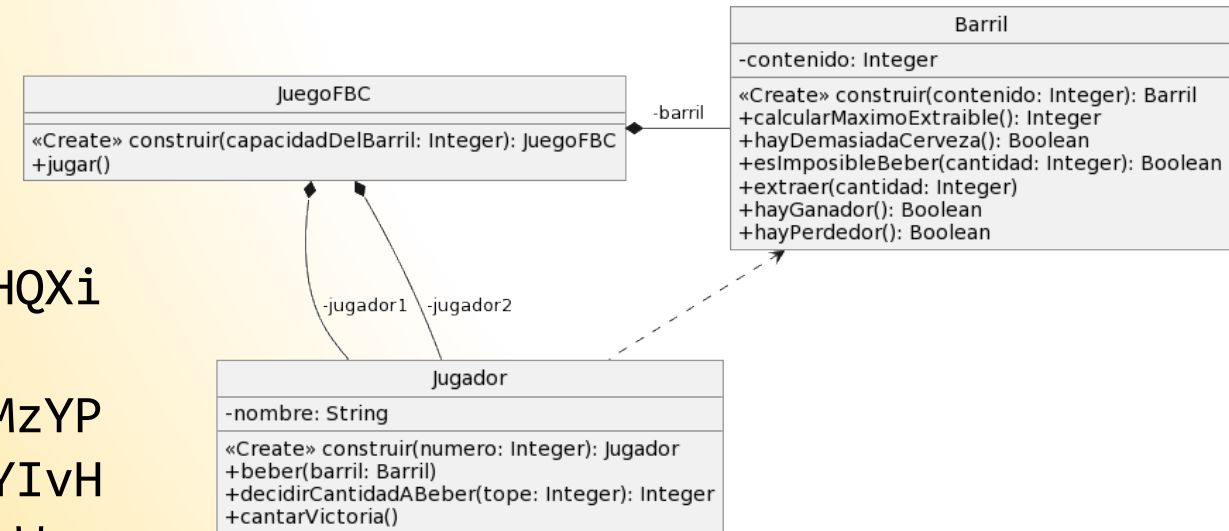 Barril
-contenido: Integer
«Create» construir(contenido: Integer): Barril
+calcularMaximoExtraible(): Integer
+hayDemasiadaCerveza(): Boolean
+esImposibleBeber(cantidad: Integer): Boolean
+extraer(cantidad: Integer)
+hayGanador(): Boolean
+hayPerdedor(): Boolean
JuegoFBC
«Create» construir(capacidadDelBarril: Integer): JuegoFBC
+jugar()
-barril
-jugador1
-jugador2
HQXi
MzYP
YIvH
Jugador
-nombre: String
«Create» construir(numero: Integer): Jugador
+beber(barril: Barril)
+decidirCantidadABeber(tope: Integer): Integer
+cantarVictoria()